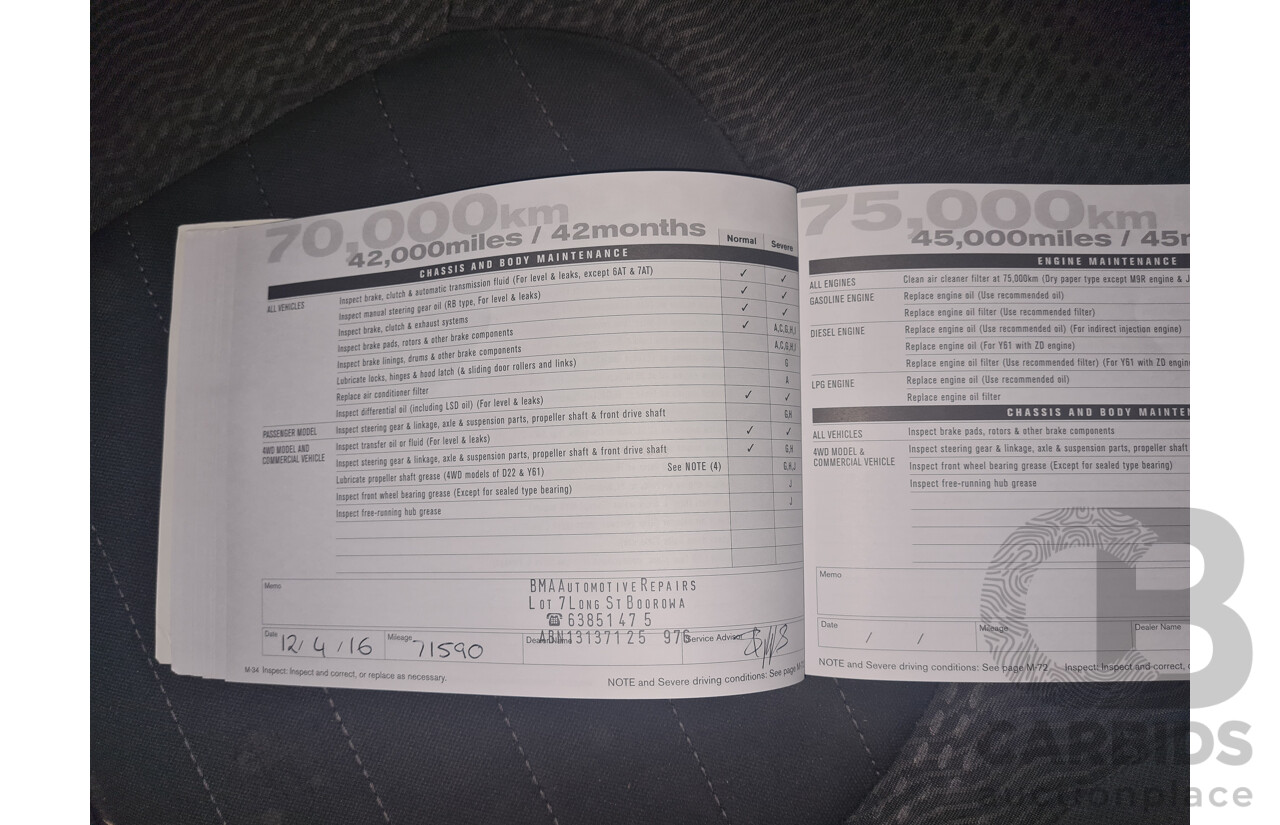 70,000km
42,000miles / 42months
Normal Severe
CHASSIS AND BODY MAINTENANCE
ALL VEHICLES Inspect brake, clutch & automatic transmission fluid (For level & leaks, except 6AT & 7AT) ✓ ✓
Inspect manual steering gear oil (RB type, For level & leaks) ✓ ✓
Inspect brake, clutch & exhaust systems ✓ ✓
Inspect brake pads, rotors & other brake components ✓ A,C,G,H,I
Inspect brake linings, drums & other brake components A,C,G,H,I
Lubricate locks, hinges & hood latch (& sliding door rollers and links) G
Replace air conditioner filter A
Inspect differential oil (including LSD oil) (For level & leaks) ✓ ✓
PASSENGER MODEL Inspect steering gear & linkage, axle & suspension parts, propeller shaft & front drive shaft G,H
4WD MODEL AND COMMERCIAL VEHICLE Inspect transfer oil or fluid (For level & leaks) ✓ ✓
Inspect steering gear & linkage, axle & suspension parts, propeller shaft & front drive shaft ✓ G,H
Lubricate propeller shaft grease (4WD models of D22 & Y61) See NOTE (4) G,H,J
Inspect front wheel bearing grease (Except for sealed type bearing) J
Inspect free-running hub grease J
Memo
BMA AUTOMOTIVE REPAIRS
LOT 7 LONG ST BOOROWA
☎ 6385147 5
ABN 13137125 976
Date 12/4/16 Mileage 71590 Dealer Name Service Advisor
M-34 Inspect: Inspect and correct, or replace as necessary.
NOTE and Severe driving conditions: See page
75,000km
45,000miles / 45
ENGINE MAINTENANCE
ALL ENGINES Clean air cleaner filter at 75,000km (Dry paper type except M9R engine &
GASOLINE ENGINE Replace engine oil (Use recommended oil)
Replace engine oil filter (Use recommended filter)
DIESEL ENGINE Replace engine oil (Use recommended oil) (For indirect injection engine)
Replace engine oil (For Y61 with ZD engine)
Replace engine oil filter (Use recommended filter) (For Y61 with ZD
LPG ENGINE Replace engine oil (Use recommended oil)
Replace engine oil filter
CHASSIS AND BODY
ALL VEHICLES Inspect brake pads, rotors & other brake components
4WD MODEL & COMMERCIAL VEHICLE Inspect steering gear & linkage, axle & suspension parts, propeller shaft
Inspect front wheel bearing grease (Except for sealed type bearing)
Inspect free-running hub grease
Memo
Date / / Mileage Dealer Name
NOTE and Severe driving conditions: See page M-72. Inspect: Inspect and correct,
CARBIDS
auctionplace